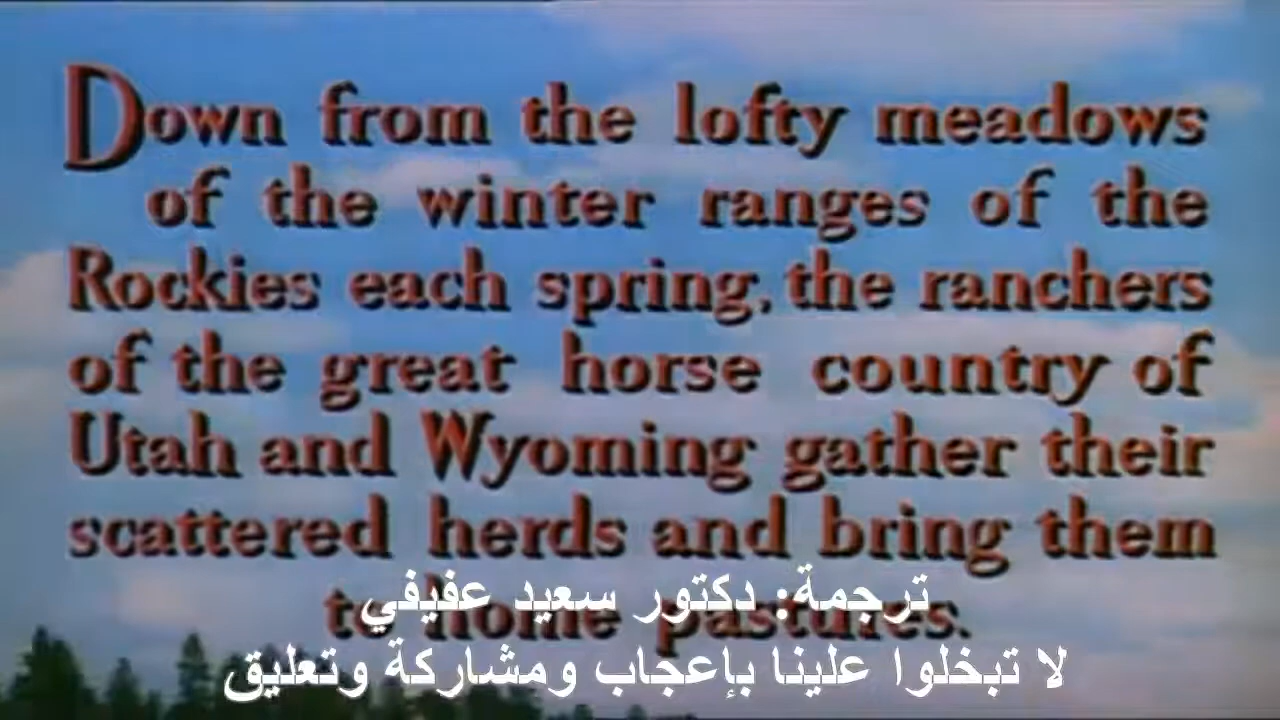 Down from the lofty meadows
of the winter ranges of the
Rockies each spring, the ranchers
of the great horse country of
Utah and Wyoming gather their
scattered herds and bring them
to home pastures.
ترجمة: دكتور سعيد عفيفي
لا تبخلوا علينا بإعجاب ومشاركة وتعليق